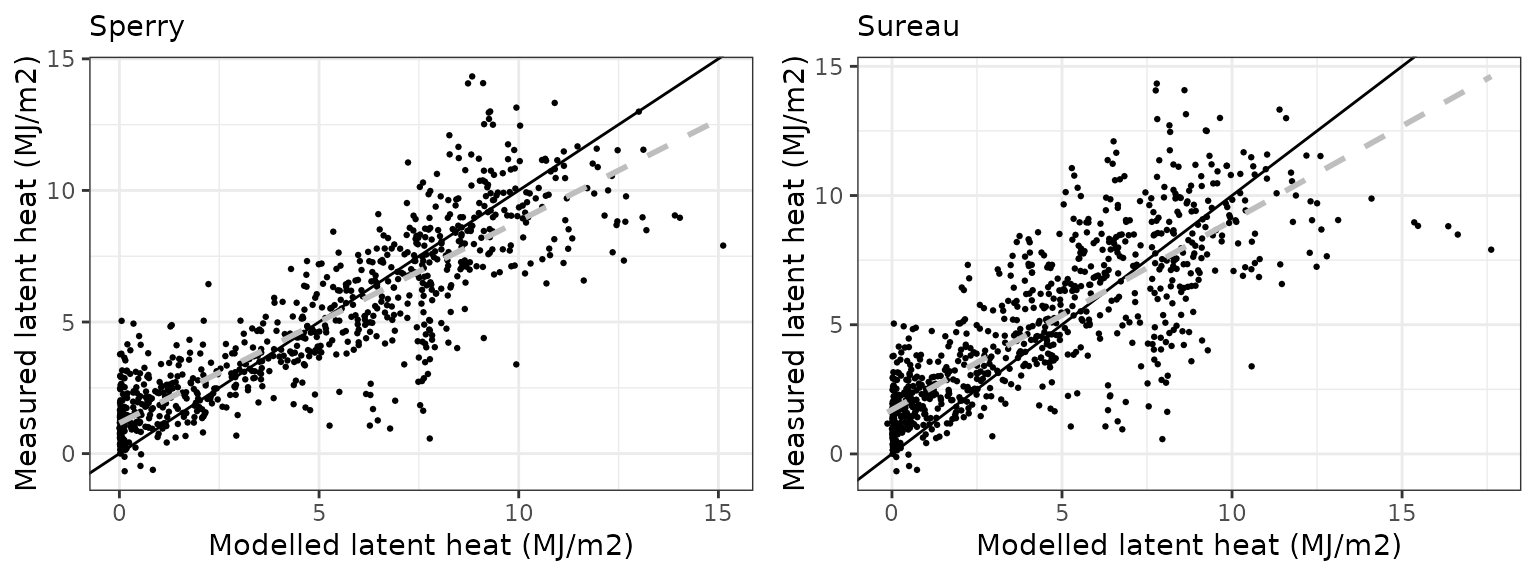 Sperry
Measured latent heat (MJ/m2)
15
10
5
0
0 5 10 15
Modelled latent heat (MJ/m2)
Sureau
Measured latent heat (MJ/m2)
15
10
5
0
0 5 10 15
Modelled latent heat (MJ/m2)